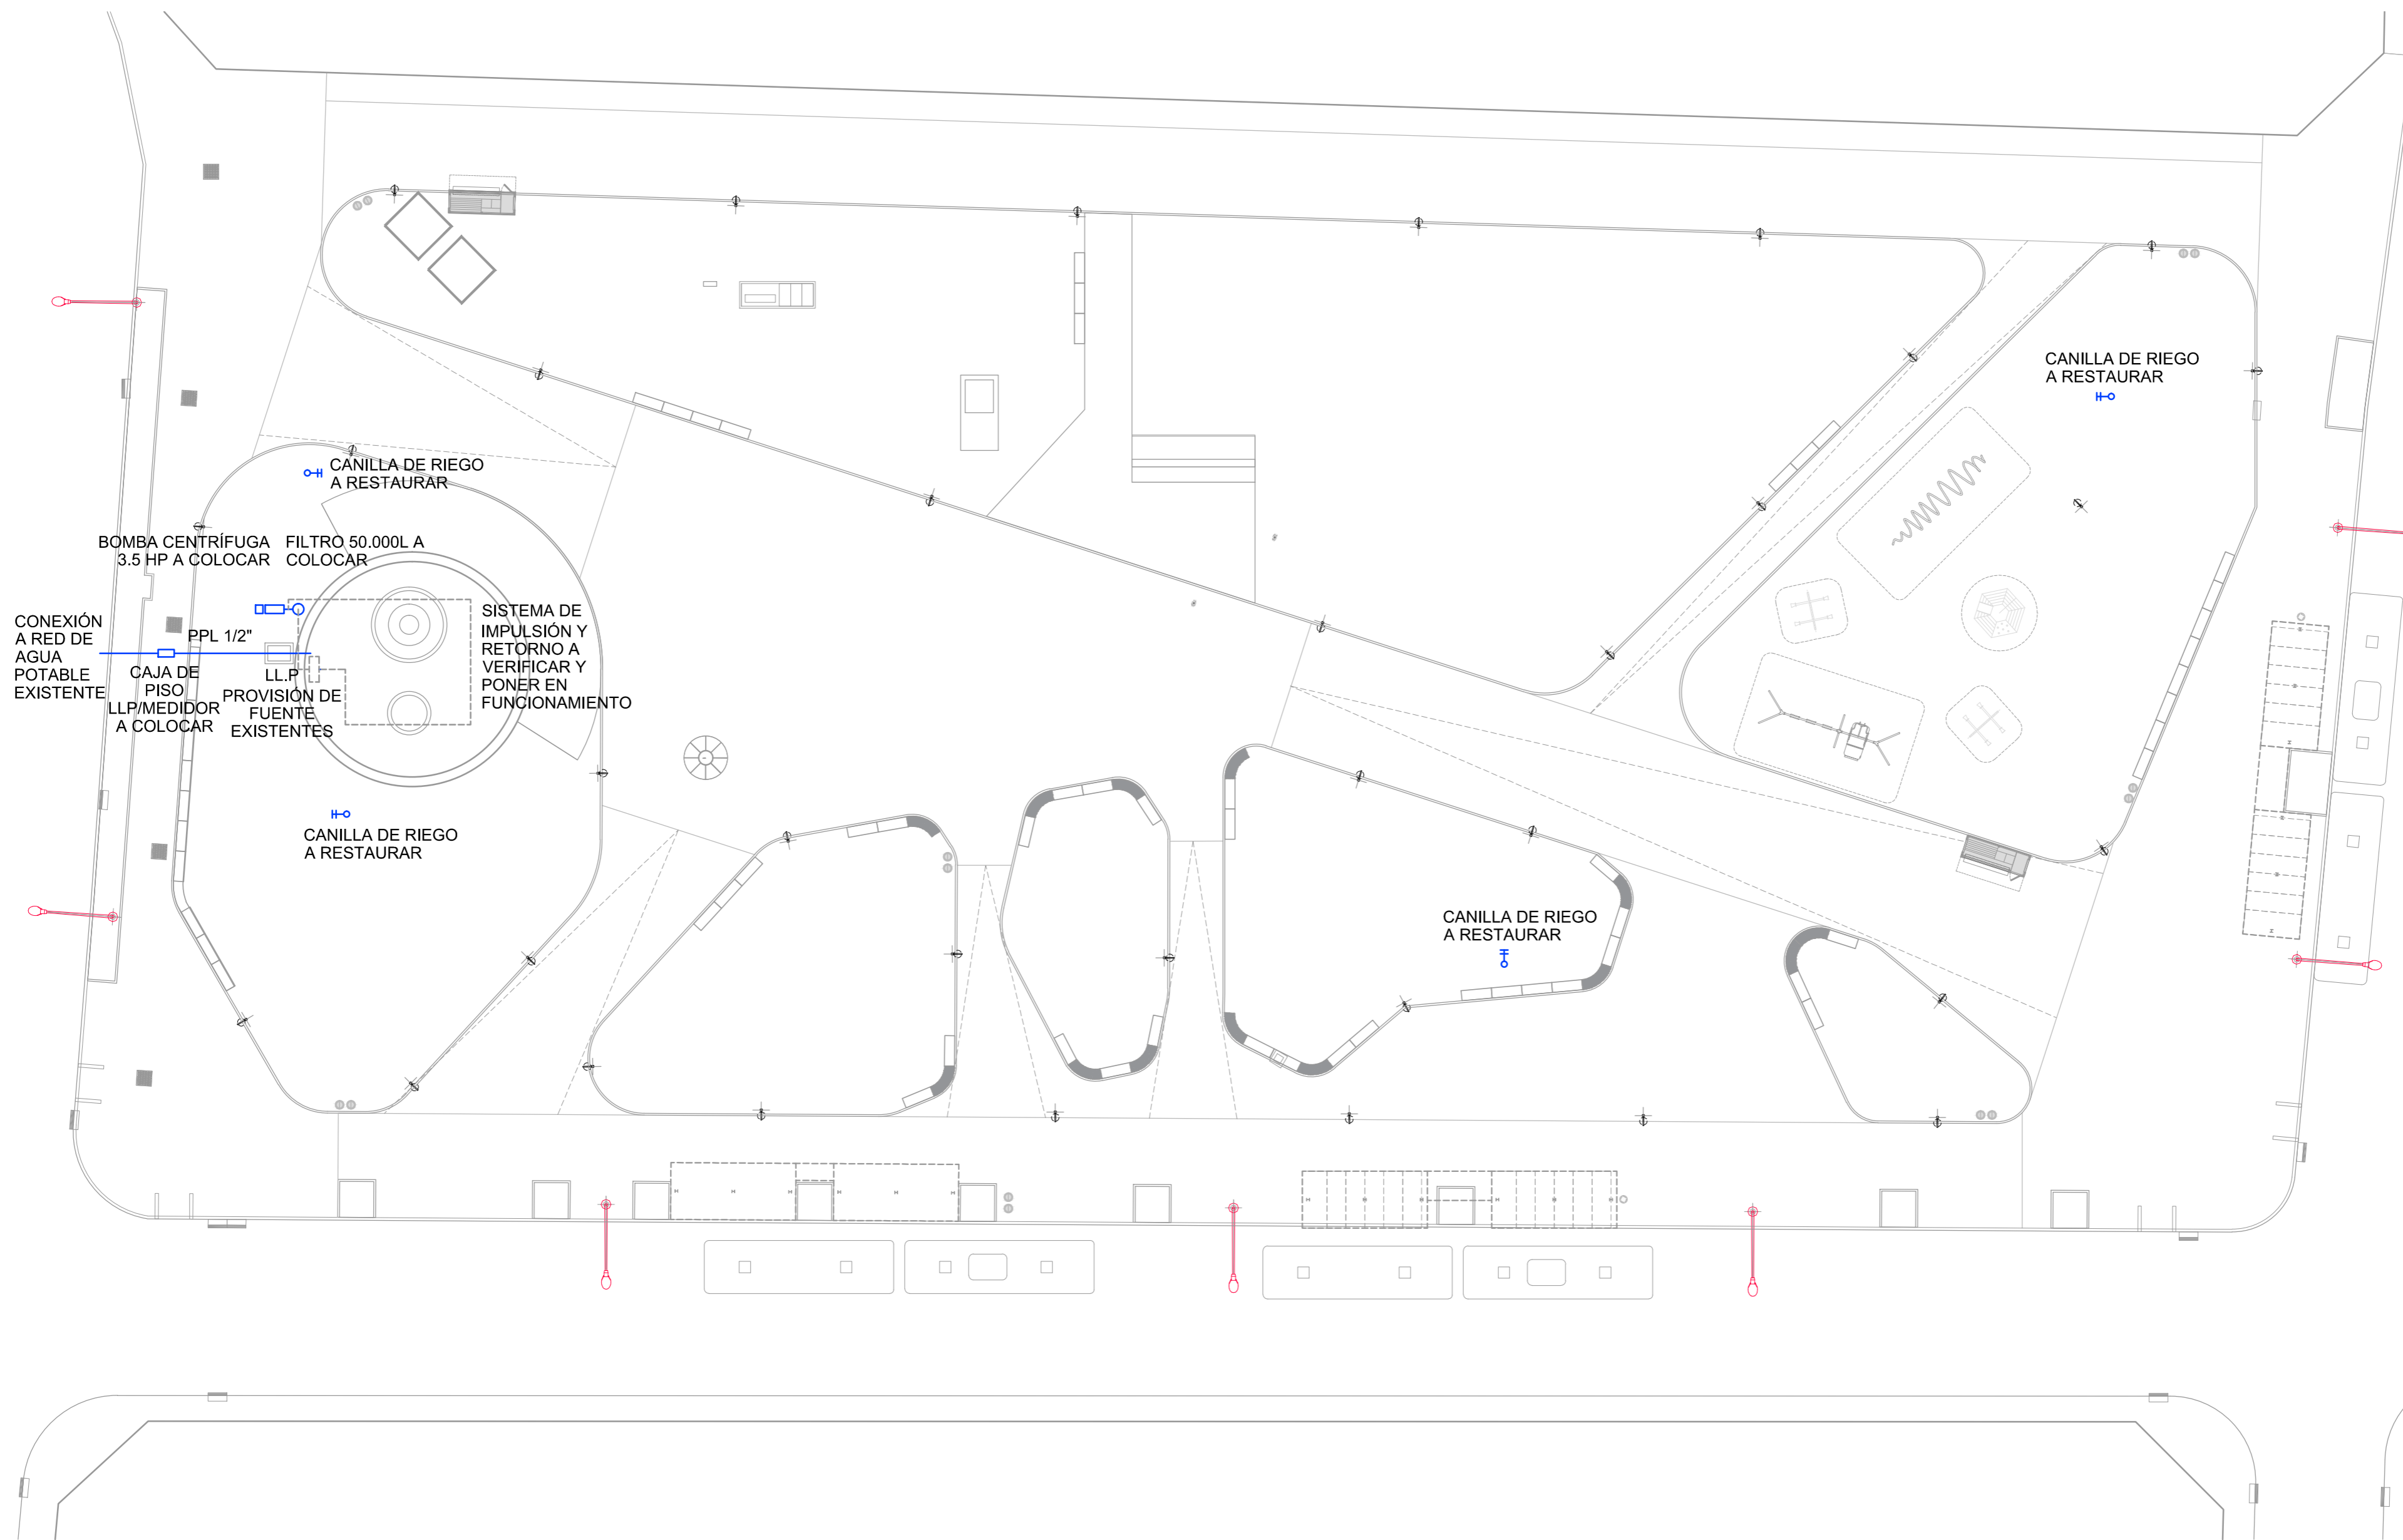 CANILLA DE RIEGO
A RESTAURAR
CANILLA DE RIEGO
A RESTAURAR
BOMBA CENTRÍFUGA
3.5 HP A COLOCAR
FILTRO 50.000L A
COLOCAR
CONEXIÓN
A RED DE
AGUA
POTABLE
EXISTENTE
PPL 1/2"
CAJA DE
PISO
LLP/MEDIDOR
A COLOCAR
LL.P
PROVISIÓN DE
FUENTE
EXISTENTES
SISTEMA DE
IMPULSIÓN Y
RETORNO A
VERIFICAR Y
PONER EN
FUNCIONAMIENTO
CANILLA DE RIEGO
A RESTAURAR
CANILLA DE RIEGO
A RESTAURAR